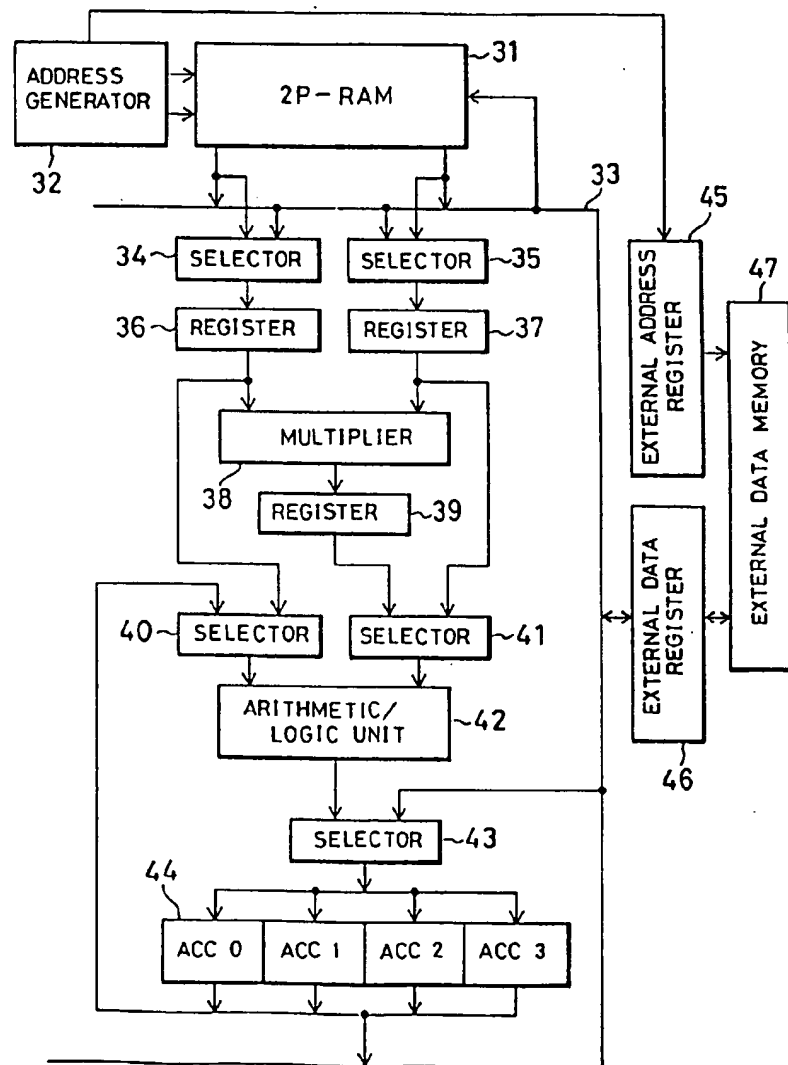 31
ADDRESS
GENERATOR
2P-RAM
32
33
45
34
SELECTOR
SELECTOR
35
47
36
REGISTER
REGISTER
37
EXTERNAL ADDRESS
REGISTER
EXTERNAL DATA MEMORY
MULTIPLIER
38
REGISTER
39
EXTERNAL DATA
REGISTER
40
SELECTOR
SELECTOR
41
ARITHMETIC/
LOGIC UNIT
42
46
SELECTOR
43
44
ACC 0
ACC 1
ACC 2
ACC 3